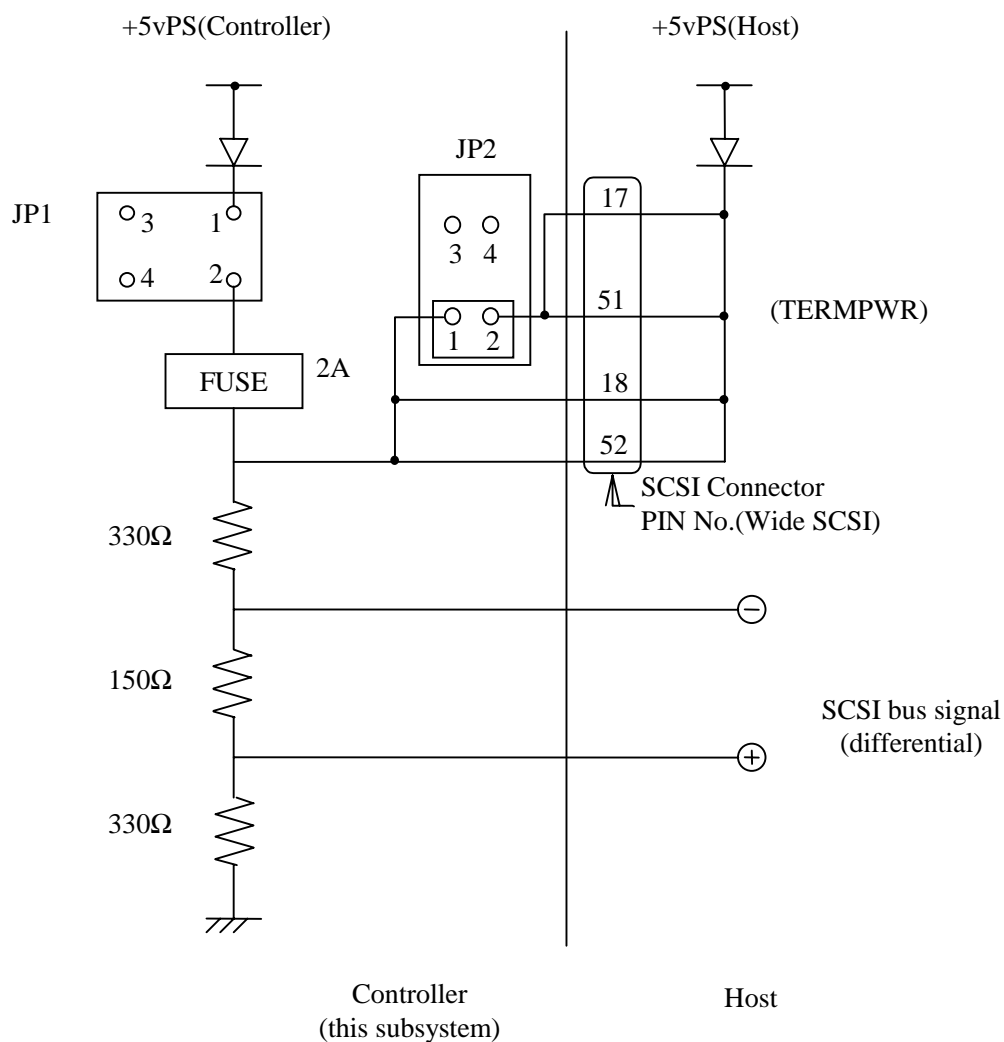 +5vPS(Controller)
+5vPS(Host)
JP2
JP1
3
1
4
2
3
4
1
2
17
51
18
52
(TERMPWR)
FUSE
2A
SCSI Connector
PIN No.(Wide SCSI)
330Ω
−
150Ω
SCSI bus signal
(differential)
+
330Ω
Controller
(this subsystem)
Host